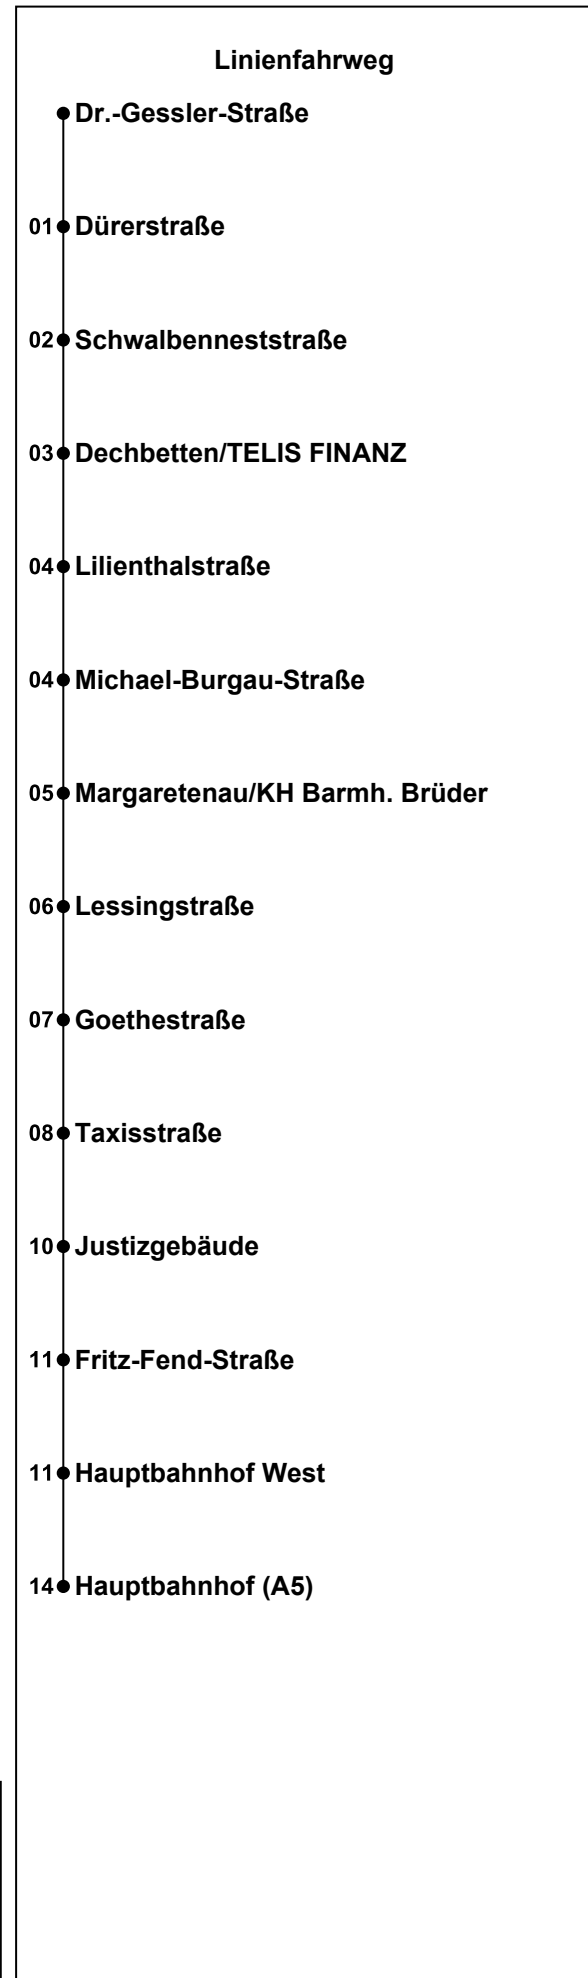 Linienfahrweg
Dr.-Gessler-Straße
01 Dürerstraße
02 Schwalbenneststraße
03 Dechbetten/TELIS FINANZ
04 Lilienthalstraße
04 Michael-Burgau-Straße
05 Margaretenau/KH Barmh. Brüder
06 Lessingstraße
07 Goethestraße
08 Taxisstraße
10 Justizgebäude
11 Fritz-Fend-Straße
11 Hauptbahnhof West
14 Hauptbahnhof (A5)